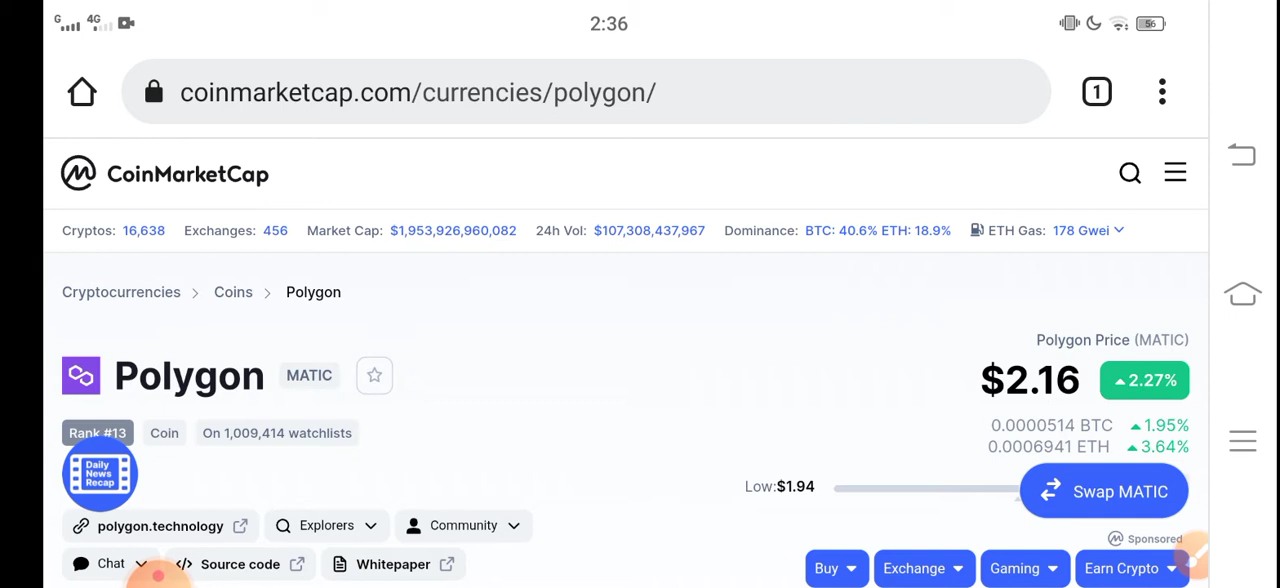 G 4G 2:36 56
coinmarketcap.com/currencies/polygon/ 1
CoinMarketCap
Cryptos: 16,638 Exchanges: 456 Market Cap: $1,953,926,960,082 24h Vol: $107,308,437,967 Dominance: BTC: 40.6% ETH: 18.9% ETH Gas: 178 Gwei
Cryptocurrencies > Coins > Polygon
Polygon Price (MATIC)
Polygon MATIC $2.16 2.27%
0.0000514 BTC 1.95%
Rank #13 Coin On 1,009,414 watchlists
0.0006941 ETH 3.64%
Daily
News
Recap
Low:$1.94 Swap MATIC
polygon.technology Explorers Community
Sponsored
Chat </> Source code Whitepaper
Buy Exchange Gaming Earn Crypto